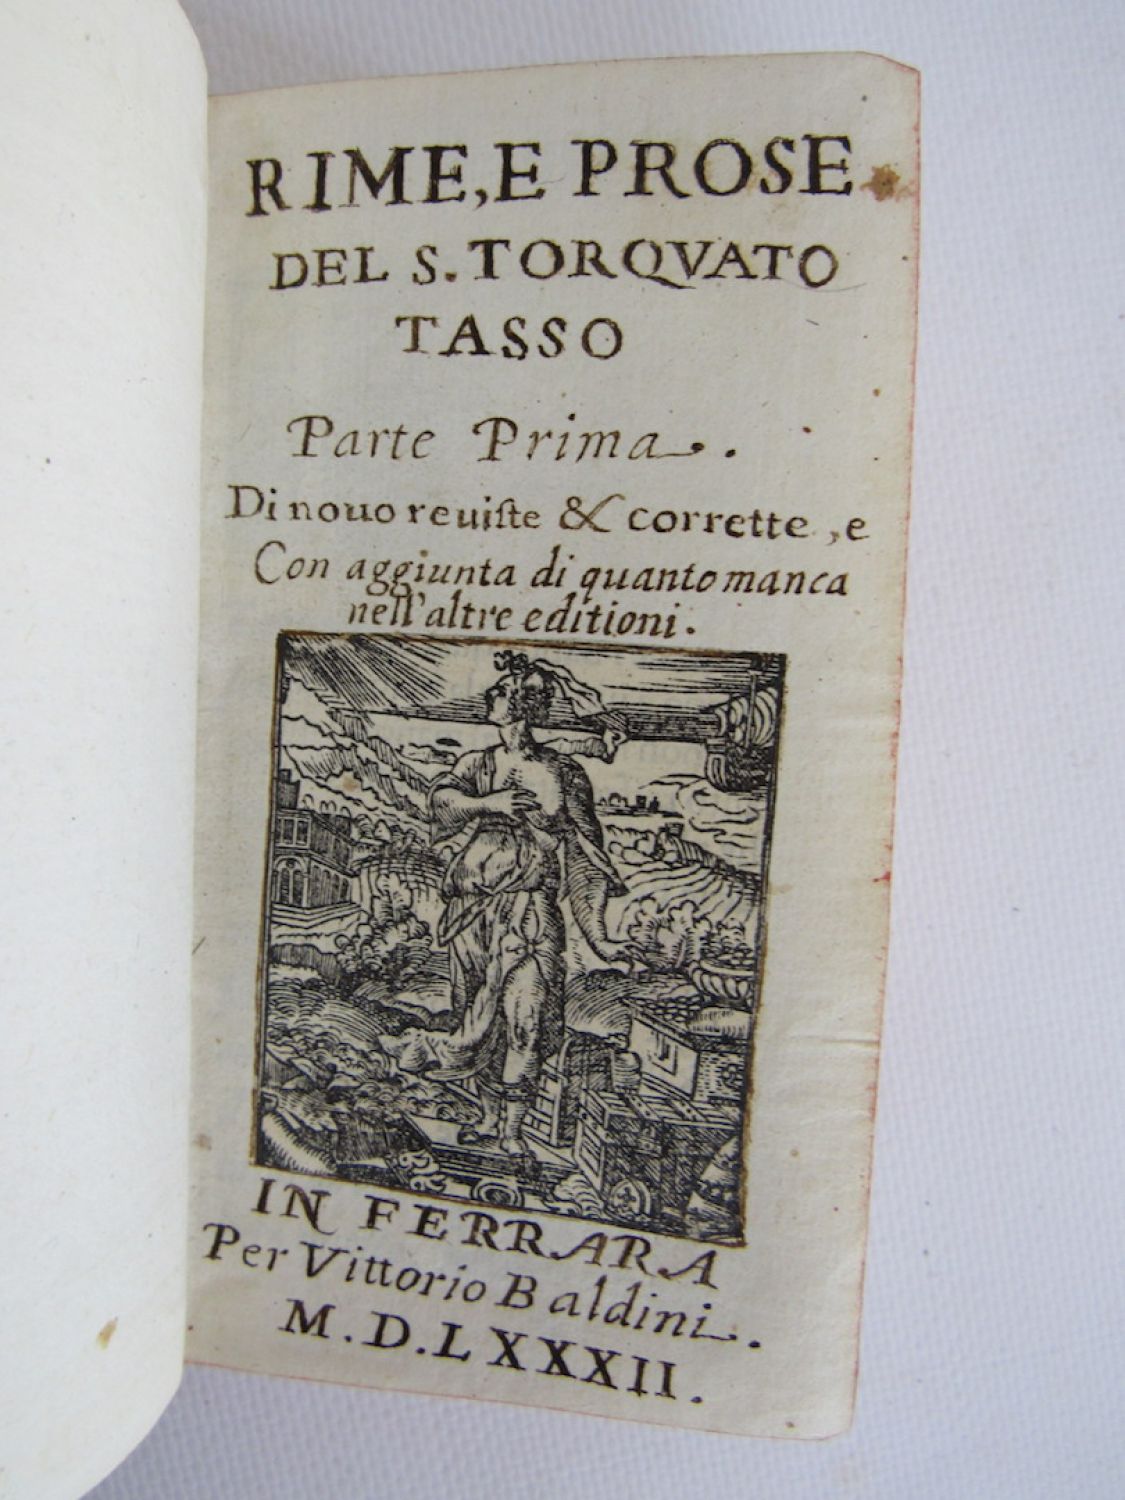 RIME, E PROSE
DEL S. TORQVATO
TASSO
Parte Prima.
Di nouo reuiſte & corrette, e
Con aggiunta di quanto manca
nell'altre editioni.
IN FERRARA
Per Vittorio Baldini.
M.D.LXXXII.